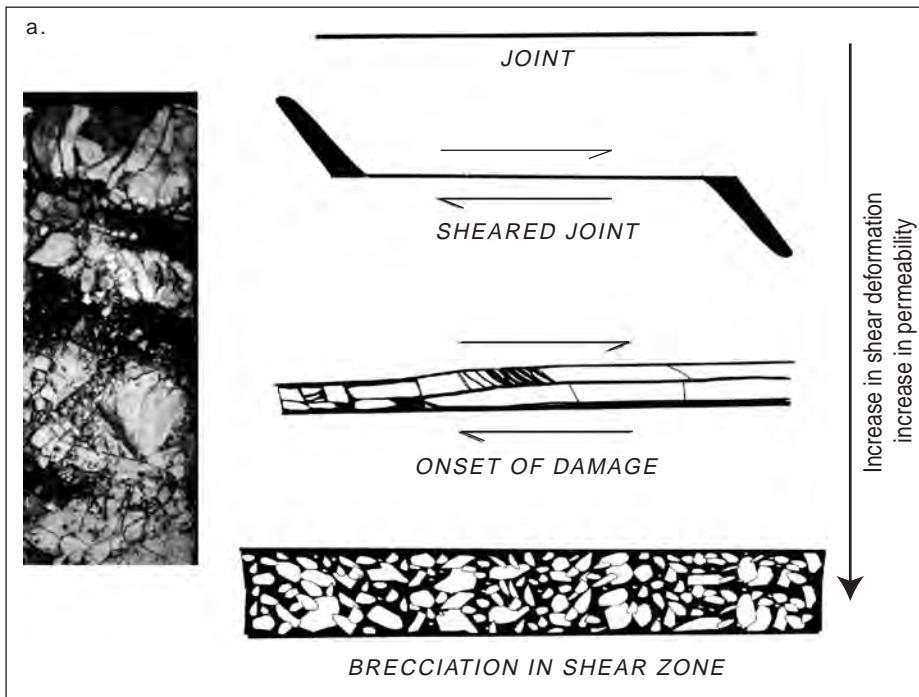 a.
JOINT
SHEARED JOINT
ONSET OF DAMAGE
BRECCIATION IN SHEAR ZONE
Increase in shear deformation
increase in permeability